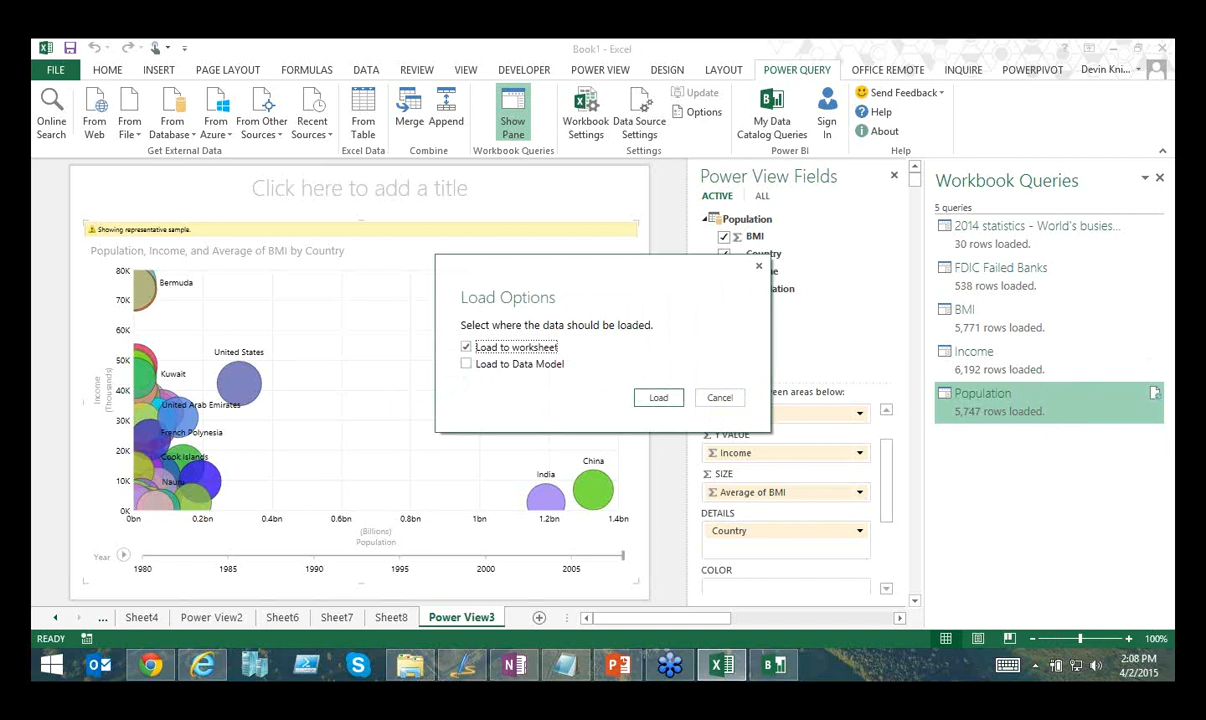 Book1 - Excel
FILE
HOME
INSERT
PAGE LAYOUT
FORMULAS
DATA
REVIEW
VIEW
DEVELOPER
POWER VIEW
DESIGN
LAYOUT
POWER QUERY
OFFICE REMOTE
INQUIRE
POWERPIVOT
Devin Kni...
Online Search
From Web
From File
From Database
From Azure
From Other Sources
Recent Sources
From Table
Merge
Append
Show Pane
Workbook Settings
Data Source Settings
Update
Options
My Data Catalog Queries
Sign In
Send Feedback
Help
About
Get External Data
Excel Data
Combine
Workbook Queries
Settings
Power BI
Help
Click here to add a title
Showing representative sample.
Population, Income, and Average of BMI by Country
80K
70K
60K
50K
40K
30K
20K
10K
0K
Income
(Thousands)
Bermuda
United States
Kuwait
United Arab Emirates
French Polynesia
Cook Islands
Nauru
India
China
0bn
0.2bn
0.4bn
0.6bn
0.8bn
1bn
1.2bn
1.4bn
(Billions)
Population
Year
1980
1985
1990
1995
2000
2005
Load Options
Select where the data should be loaded.
Load to worksheet
Load to Data Model
Load
Cancel
Power View Fields
ACTIVE
ALL
Population
BMI
Country
een areas below:
Y VALUE
Income
SIZE
Average of BMI
DETAILS
Country
COLOR
Workbook Queries
5 queries
2014 statistics - World's busies...
30 rows loaded.
FDIC Failed Banks
538 rows loaded.
BMI
5,771 rows loaded.
Income
6,192 rows loaded.
Population
5,747 rows loaded.
...
Sheet4
Power View2
Sheet6
Sheet7
Sheet8
Power View3
READY
100%
2:08 PM
4/2/2015